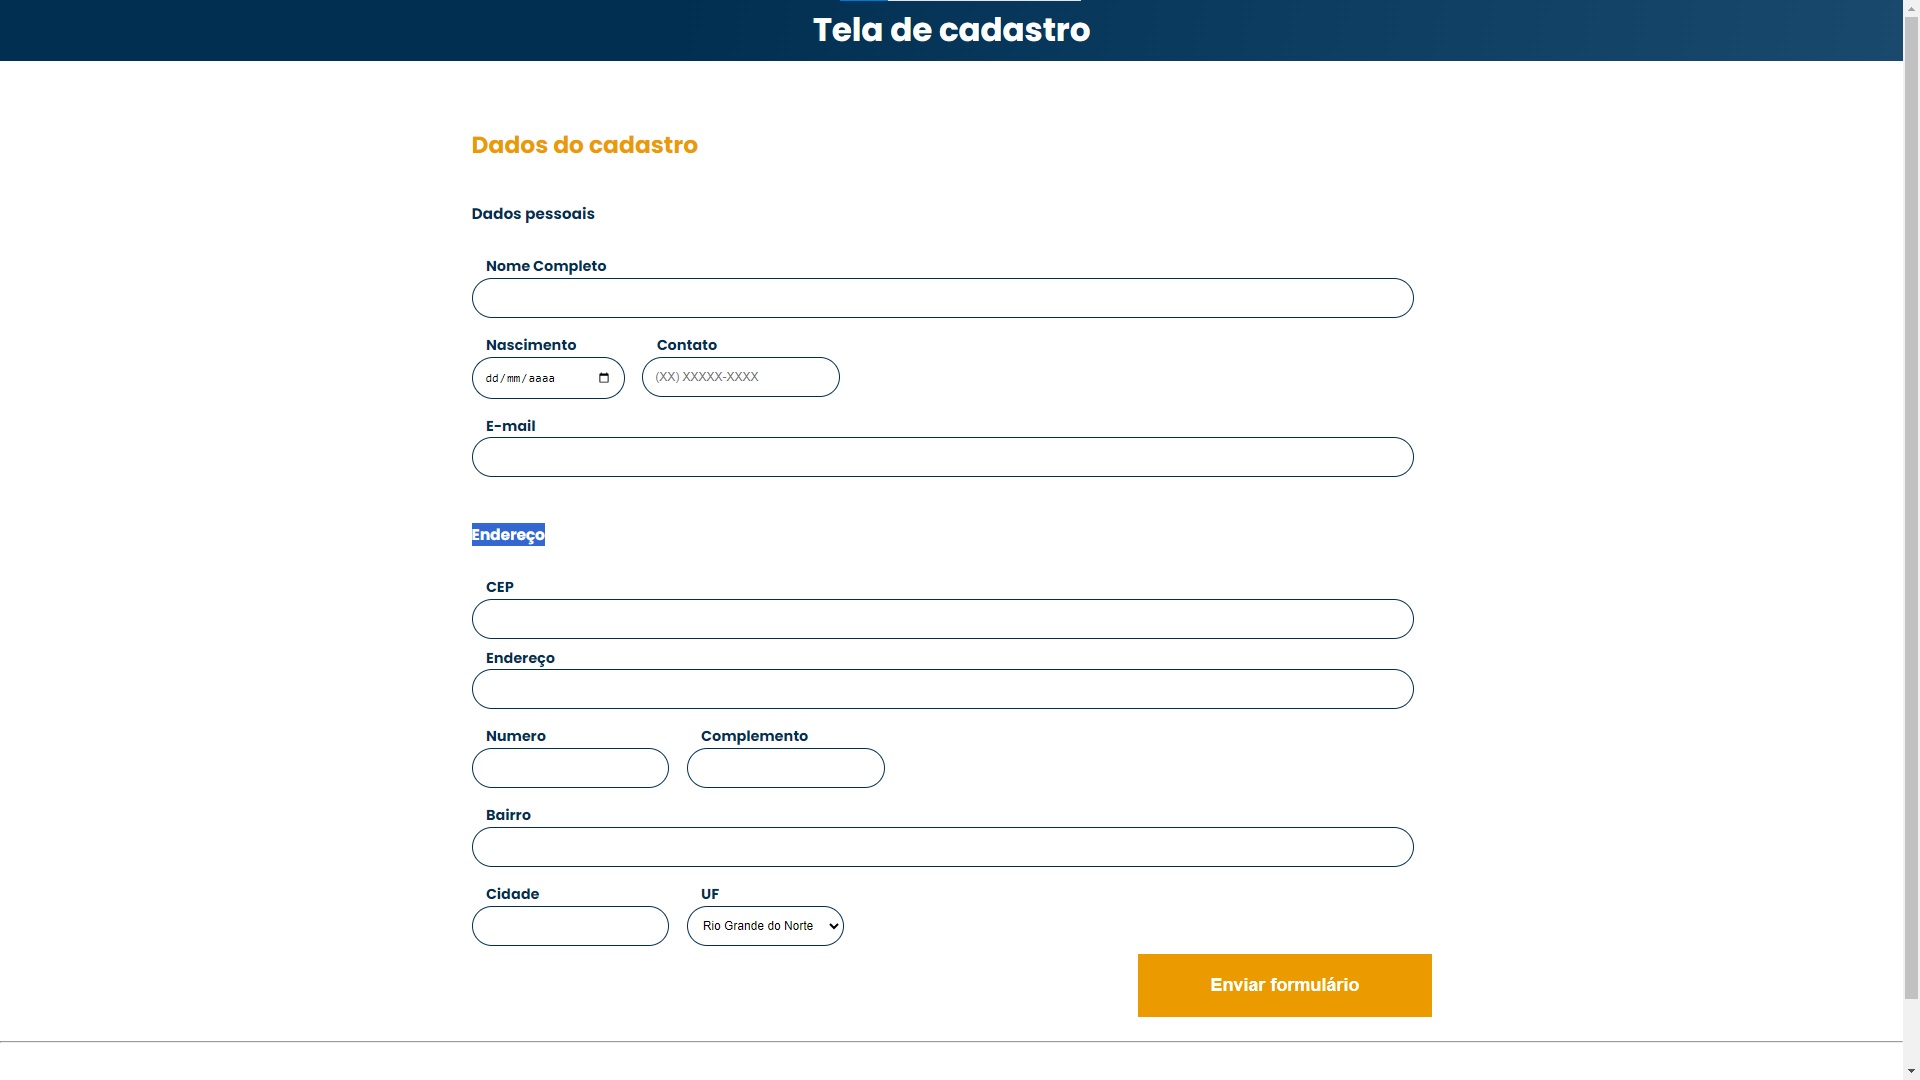 Tela de cadastro
Dados do cadastro
Dados pessoais
Nome Completo
Nascimento Contato
dd/mm/aaaa (XX) XXXXX-XXXX
E-mail
Endereço
CEP
Endereço
Numero Complemento
Bairro
Cidade UF
Rio Grande do Norte
Enviar formulário